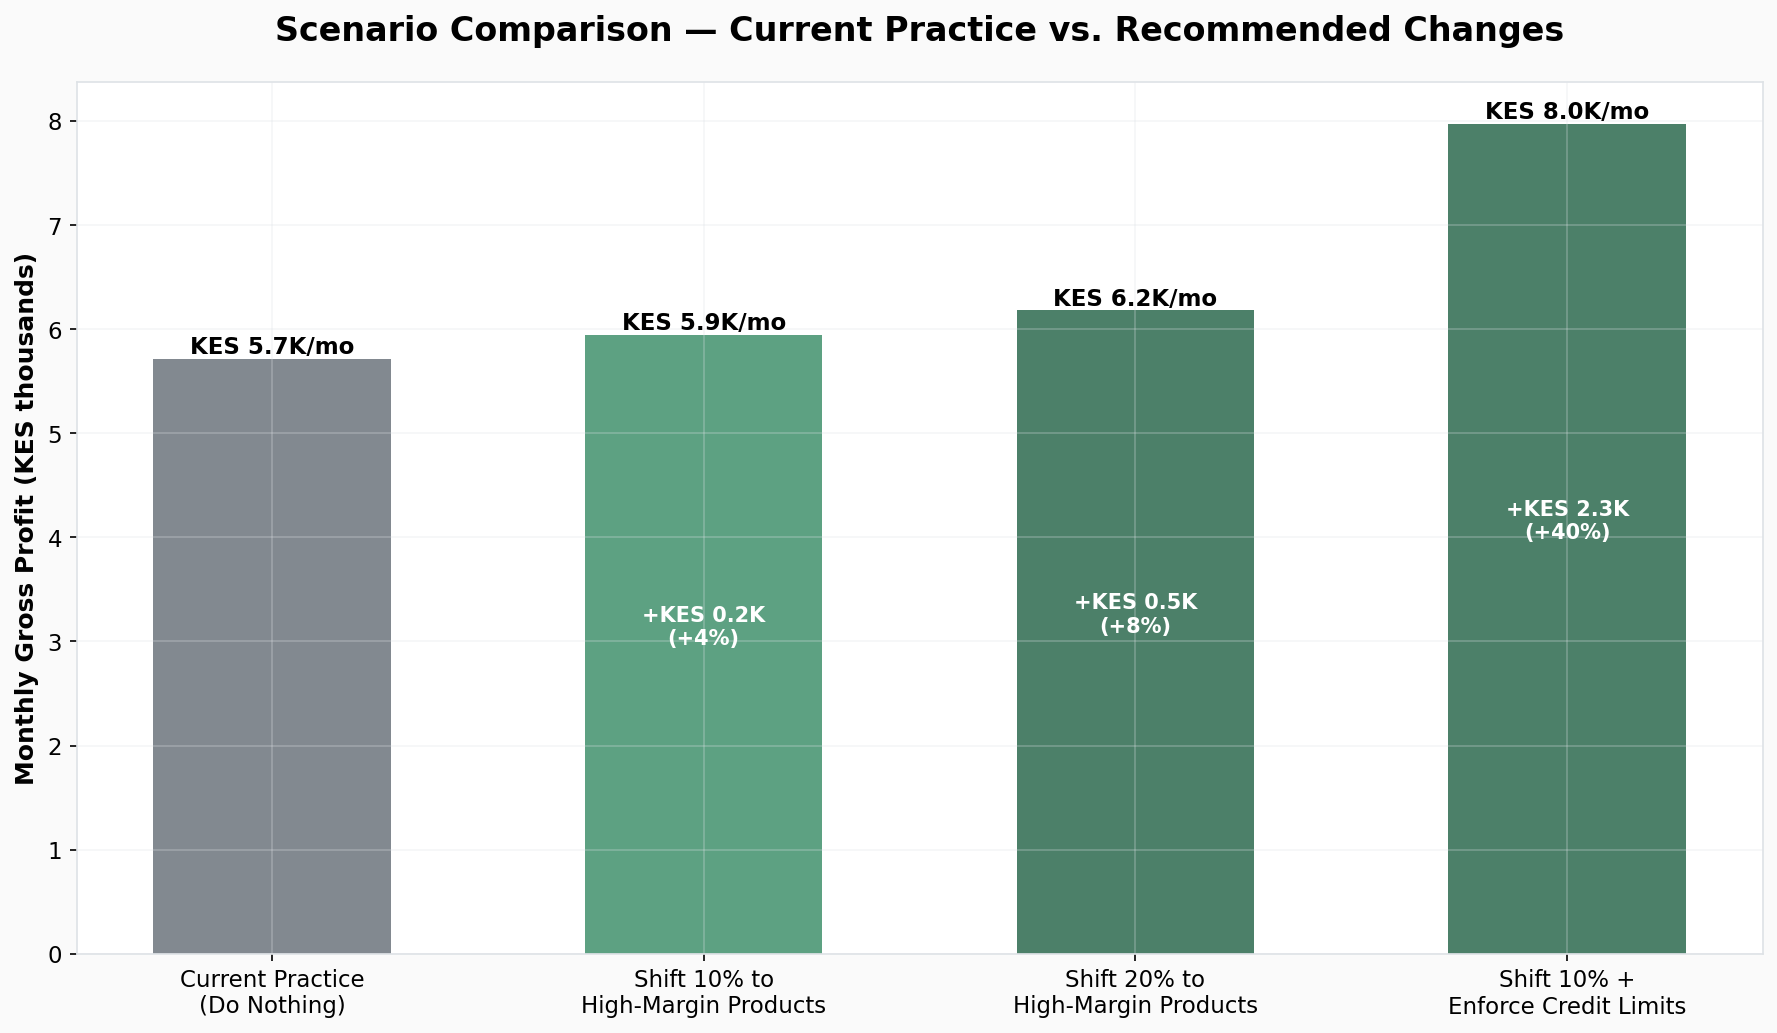 Scenario Comparison — Current Practice vs. Recommended Changes
Monthly Gross Profit (KES thousands)
8
7
6
5
4
3
2
1
0
KES 5.7K/mo
KES 5.9K/mo
+KES 0.2K
(+4%)
KES 6.2K/mo
+KES 0.5K
(+8%)
KES 8.0K/mo
+KES 2.3K
(+40%)
Current Practice
(Do Nothing)
Shift 10% to
High-Margin Products
Shift 20% to
High-Margin Products
Shift 10% +
Enforce Credit Limits